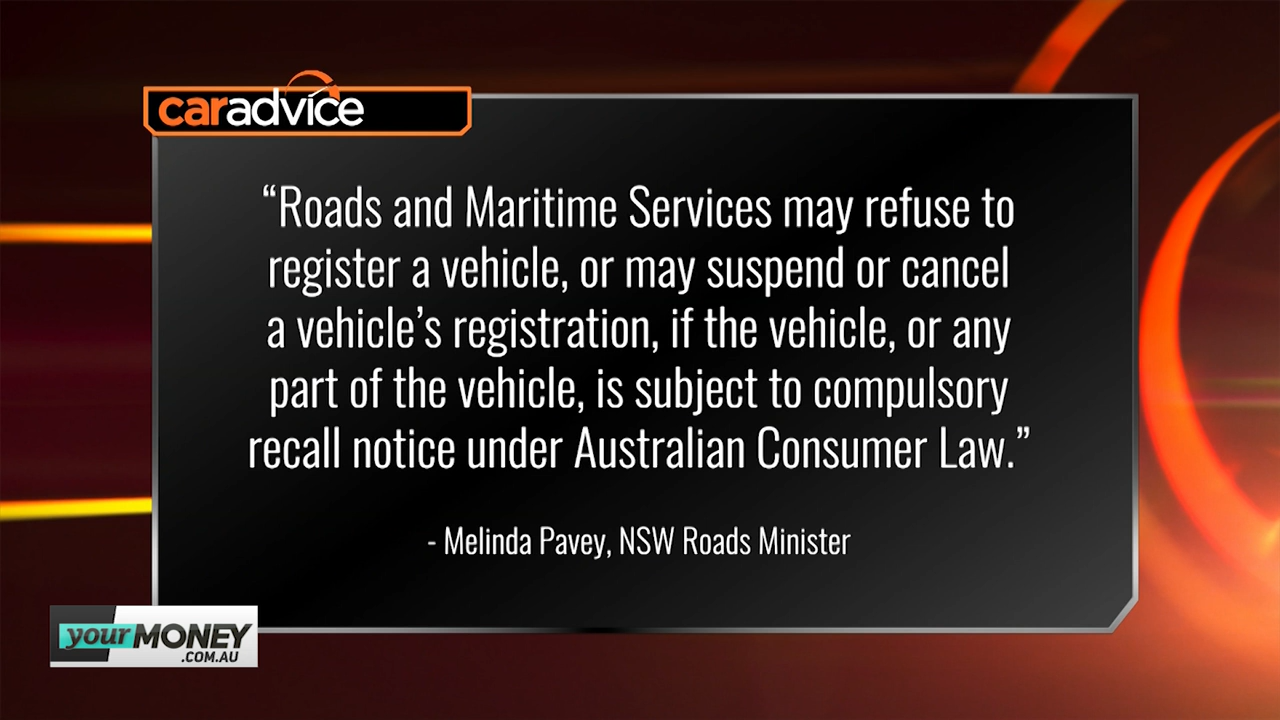 caradvice
“Roads and Maritime Services may refuse to
register a vehicle, or may suspend or cancel
a vehicle’s registration, if the vehicle, or any
part of the vehicle, is subject to compulsory
recall notice under Australian Consumer Law.”
- Melinda Pavey, NSW Roads Minister
your MONEY
.COM.AU